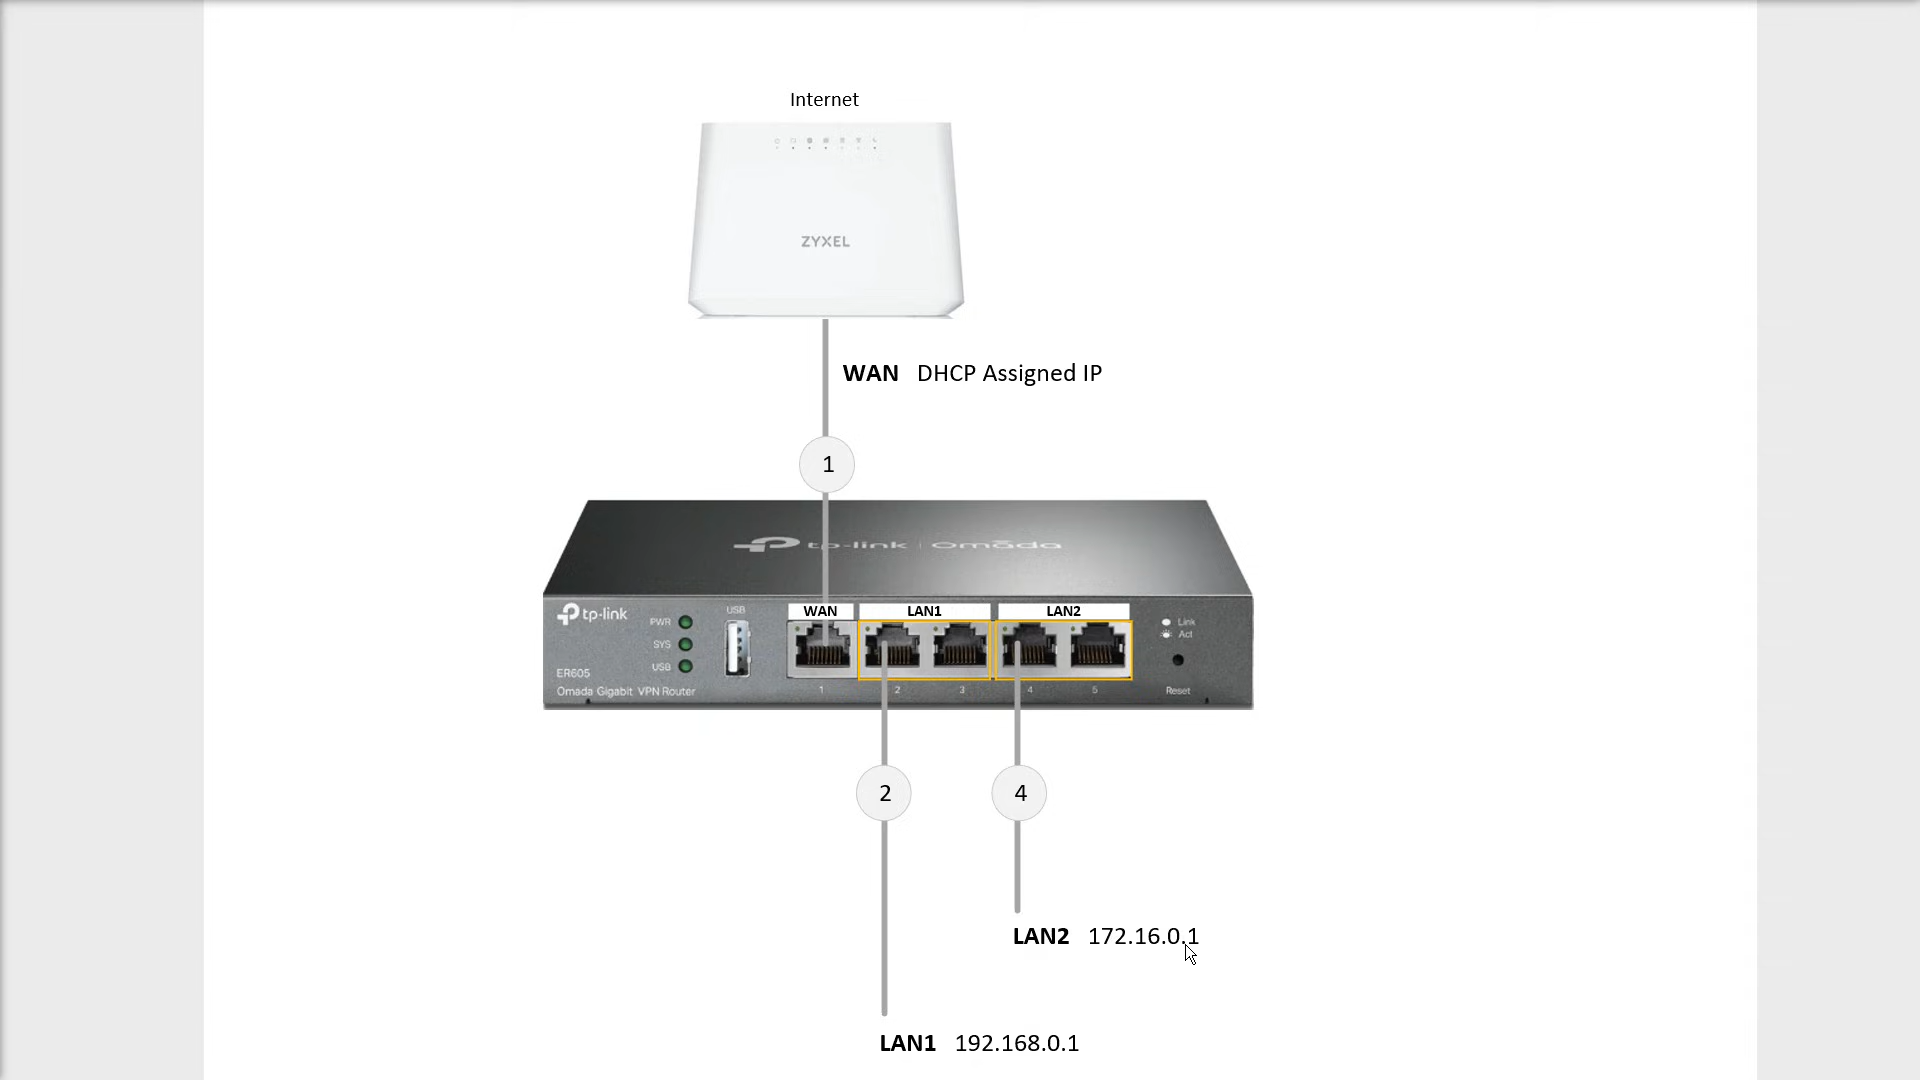 Internet
ZYXEL
WAN DHCP Assigned IP
1
tp-link | Omada
WAN LAN1 LAN2
tp-link
PWR
SYS
USB
USB
Link
Act
ER605
Omada Gigabit VPN Router
1 2 3 4 5
Reset
2 4
LAN2 172.16.0.1
LAN1 192.168.0.1